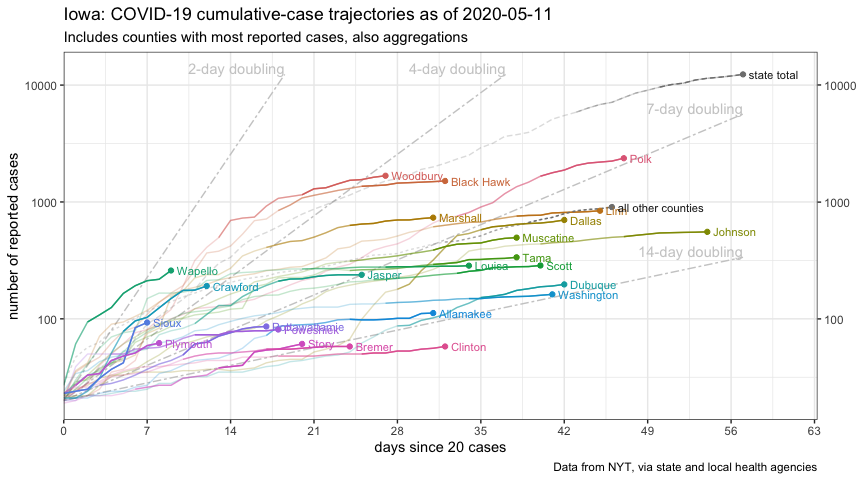 Iowa: COVID-19 cumulative-case trajectories as of 2020-05-11
Includes counties with most reported cases, also aggregations
2-day doubling
4-day doubling
state total
10000
10000
7-day doubling
Polk
Woodbury
Black Hawk
1000
1000
all other counties
Linn
Marshall
Dallas
Johnson
Muscatine
14-day doubling
Tama
Wapello
Louisa
Scott
Jasper
Crawford
Dubuque
Washington
Allamakee
100
100
Sioux
Pottawattamie
Poweshiek
Plymouth
Story
Bremer
Clinton
number of reported cases
0 7 14 21 28 35 42 49 56 63
days since 20 cases
Data from NYT, via state and local health agencies